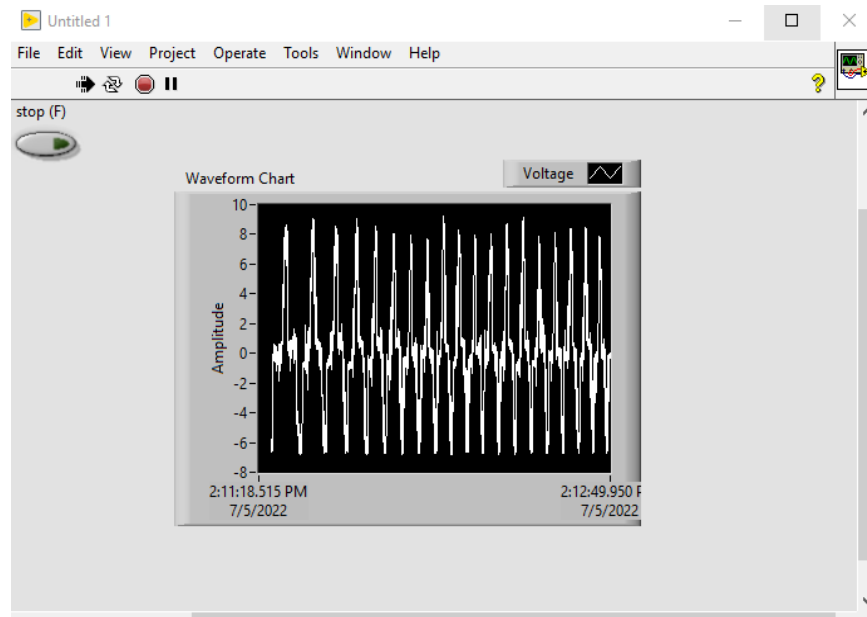 Untitled 1
File Edit View Project Operate Tools Window Help
stop (F)
Waveform Chart
Voltage
Amplitude
10
8
6
4
2
0
-2
-4
-6
-8
2:11:18.515 PM
7/5/2022
2:12:49.950
7/5/2022